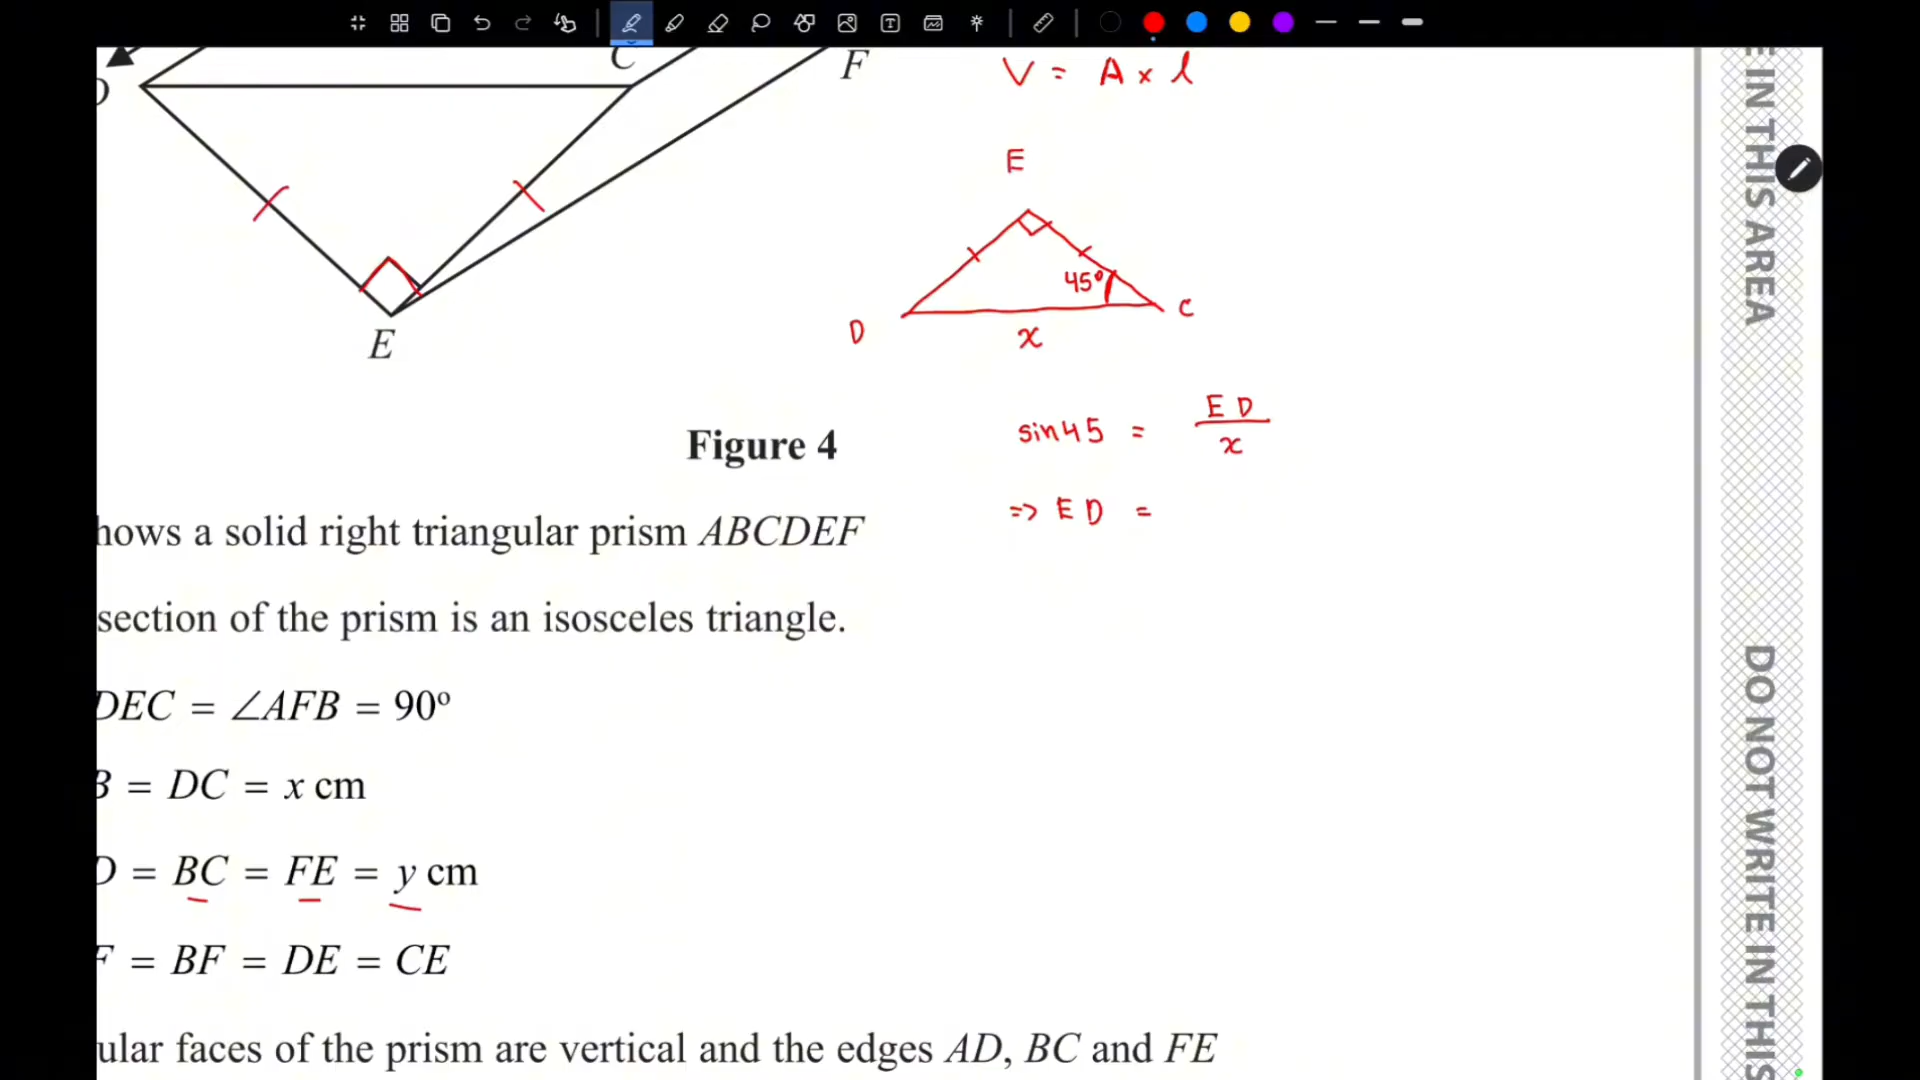 C
F
D
V = A × l
E
45°
D
C
x
E
sin45 = ED/x
Figure 4
=> ED =
hows a solid right triangular prism ABCDEF
section of the prism is an isosceles triangle.
DEC = ∠AFB = 90°
B = DC = x cm
D = BC = FE = y cm
F = BF = DE = CE
ular faces of the prism are vertical and the edges AD, BC and FE
E IN THIS AREA
DO NOT WRITE IN THIS